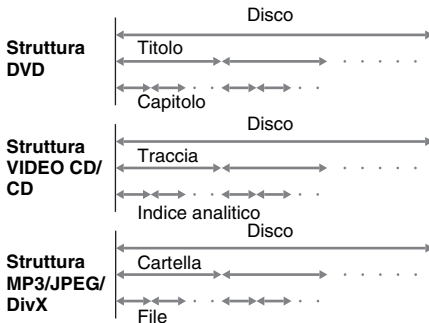 Disco
Struttura
DVD
Titolo
Capitolo
Disco
Struttura
VIDEO CD/
CD
Traccia
Indice analitico
Disco
Struttura
MP3/JPEG/
DivX
Cartella
File